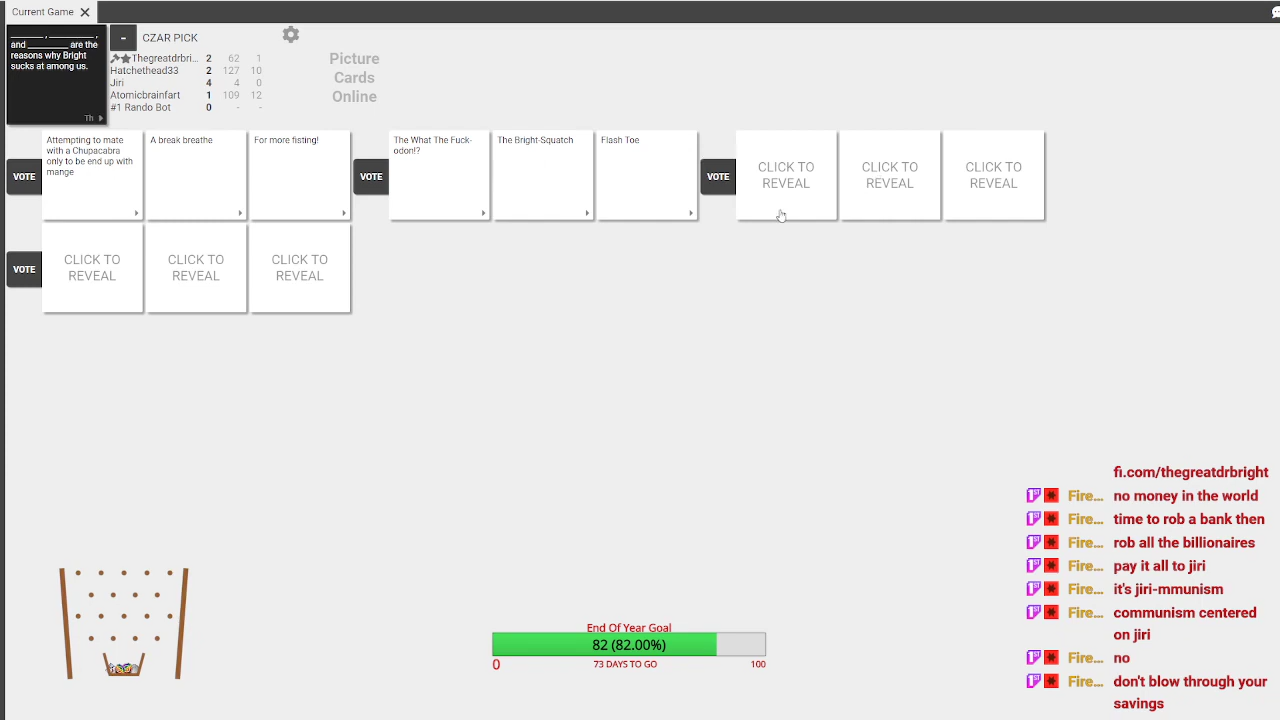 Current Game
______, ________,
and ________ are the
reasons why Bright
sucks at among us.
Th
-
CZAR PICK
Thegreatdrbri... 2 62 1
Hatchethead33 2 127 10
Jiri 4 4 0
Atomicbrainfart 1 109 12
#1 Rando Bot 0 - -
Picture
Cards
Online
VOTE
Attempting to mate
with a Chupacabra
only to be end up with
mange
A break breathe
For more fisting!
VOTE
The What The Fuck-
odon!?
The Bright-Squatch
Flash Toe
VOTE
CLICK TO
REVEAL
CLICK TO
REVEAL
CLICK TO
REVEAL
VOTE
CLICK TO
REVEAL
CLICK TO
REVEAL
CLICK TO
REVEAL
fi.com/thegreatdrbright
Fire... no money in the world
Fire... time to rob a bank then
Fire... rob all the billionaires
Fire... pay it all to jiri
Fire... it's jiri-mmunism
Fire... communism centered
on jiri
Fire... no
Fire... don't blow through your
savings
End Of Year Goal
82 (82.00%)
0 73 DAYS TO GO 100